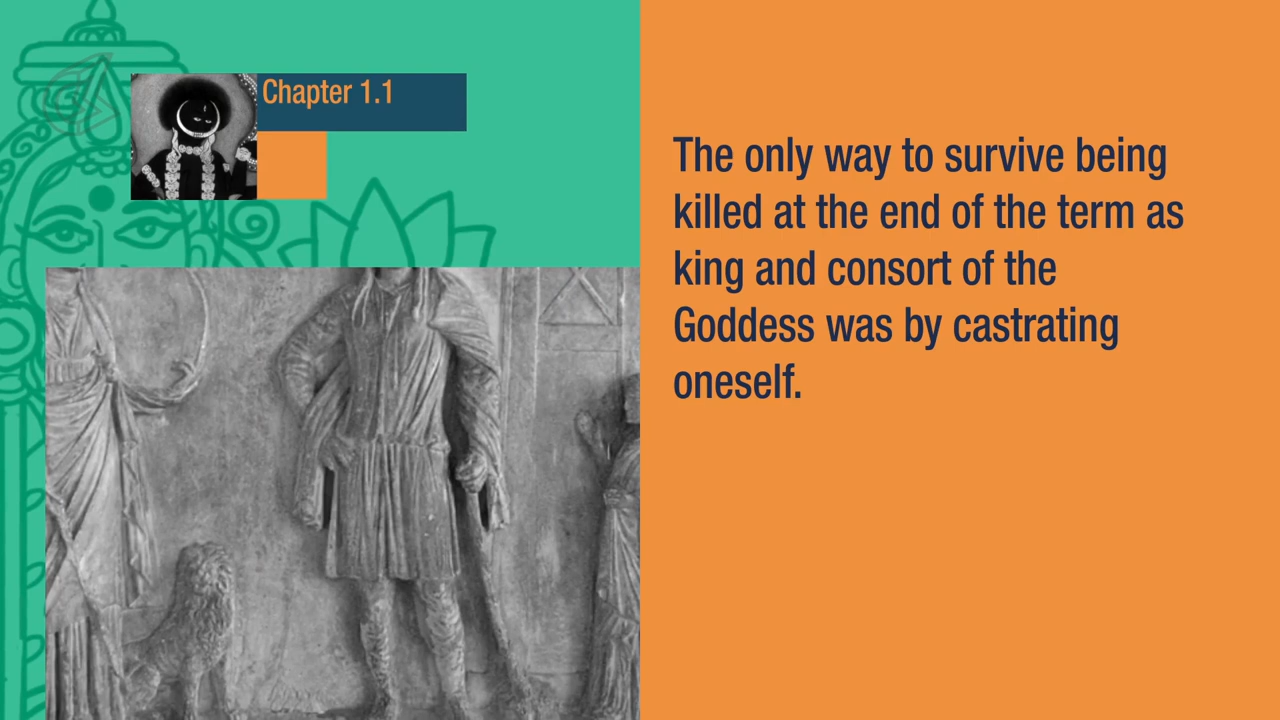 Chapter 1.1
The only way to survive being
killed at the end of the term as
king and consort of the
Goddess was by castrating
oneself.